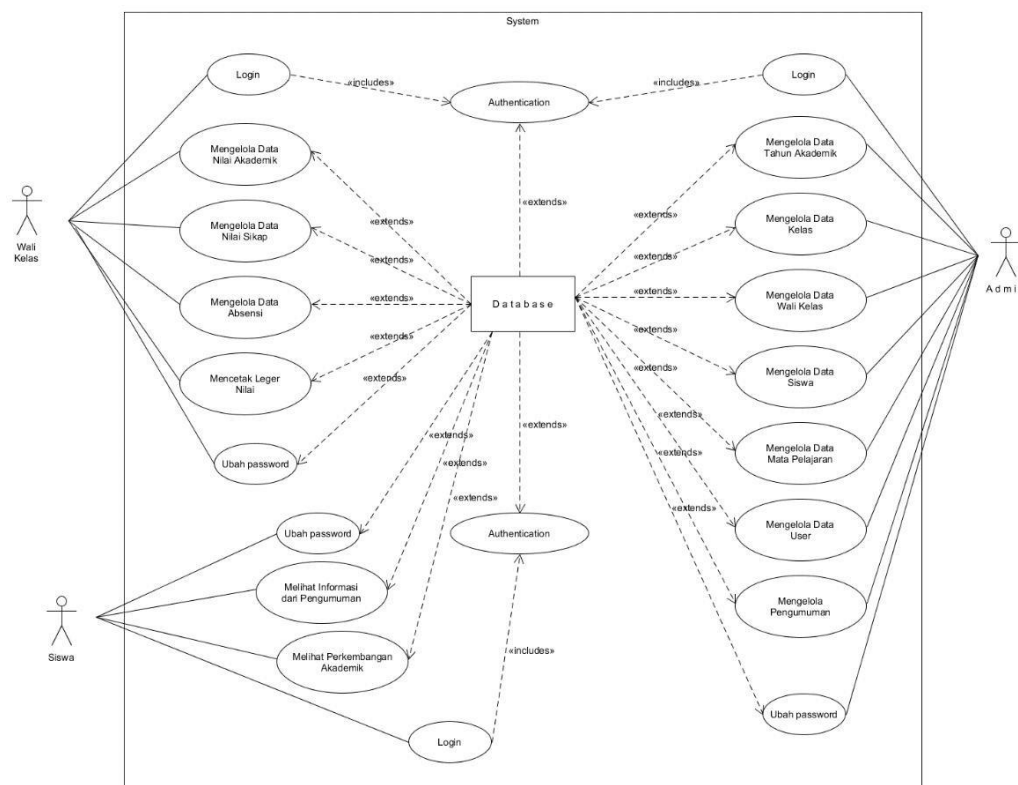 System
Login
«includes»
Authentication
«includes»
Login
Mengelola Data
Nilai Akademik
Mengelola Data
Tahun Akademik
«extends»
«extends»
«extends»
Wali
Kelas
Mengelola Data
Nilai Sikap
«extends»
Mengelola Data
Kelas
«extends»
A d m i
Mengelola Data
Absensi
«extends»
D a t a b a s e
«extends»
Mengelola Data
Wali Kelas
Mencetak Leger
Nilai
«extends»
«extends»
«extends»
Mengelola Data
Siswa
«extends»
«extends»
«extends»
«extends»
Mengelola Data
Mata Pelajaran
Ubah password
«extends»
«extends»
«extends»
«extends»
Ubah password
Authentication
Mengelola Data
User
Melihat Informasi
dari Pengumuman
Mengelola
Pengumuman
Siswa
Melihat Perkembangan
Akademik
«includes»
Login
Ubah password